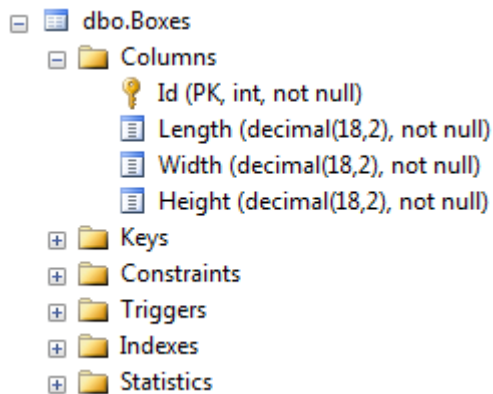 dbo.Boxes
Columns
Id (PK, int, not null)
Length (decimal(18,2), not null)
Width (decimal(18,2), not null)
Height (decimal(18,2), not null)
Keys
Constraints
Triggers
Indexes
Statistics